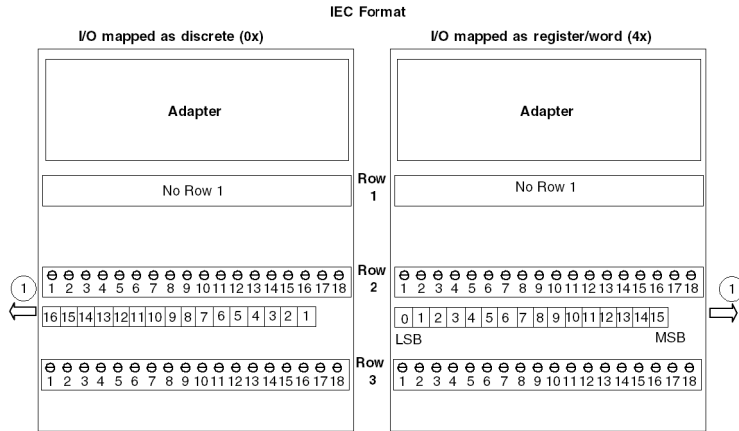 IEC Format
I/O mapped as discrete (0x)
I/O mapped as register/word (4x)
Adapter
Adapter
No Row 1
Row
1
No Row 1
1 2 3 4 5 6 7 8 9 10 11 12 13 14 15 16 17 18
Row
2
1 2 3 4 5 6 7 8 9 10 11 12 13 14 15 16 17 18
1
1
16 15 14 13 12 11 10 9 8 7 6 5 4 3 2 1
0 1 2 3 4 5 6 7 8 9 10 11 12 13 14 15
LSB
MSB
1 2 3 4 5 6 7 8 9 10 11 12 13 14 15 16 17 18
Row
3
1 2 3 4 5 6 7 8 9 10 11 12 13 14 15 16 17 18